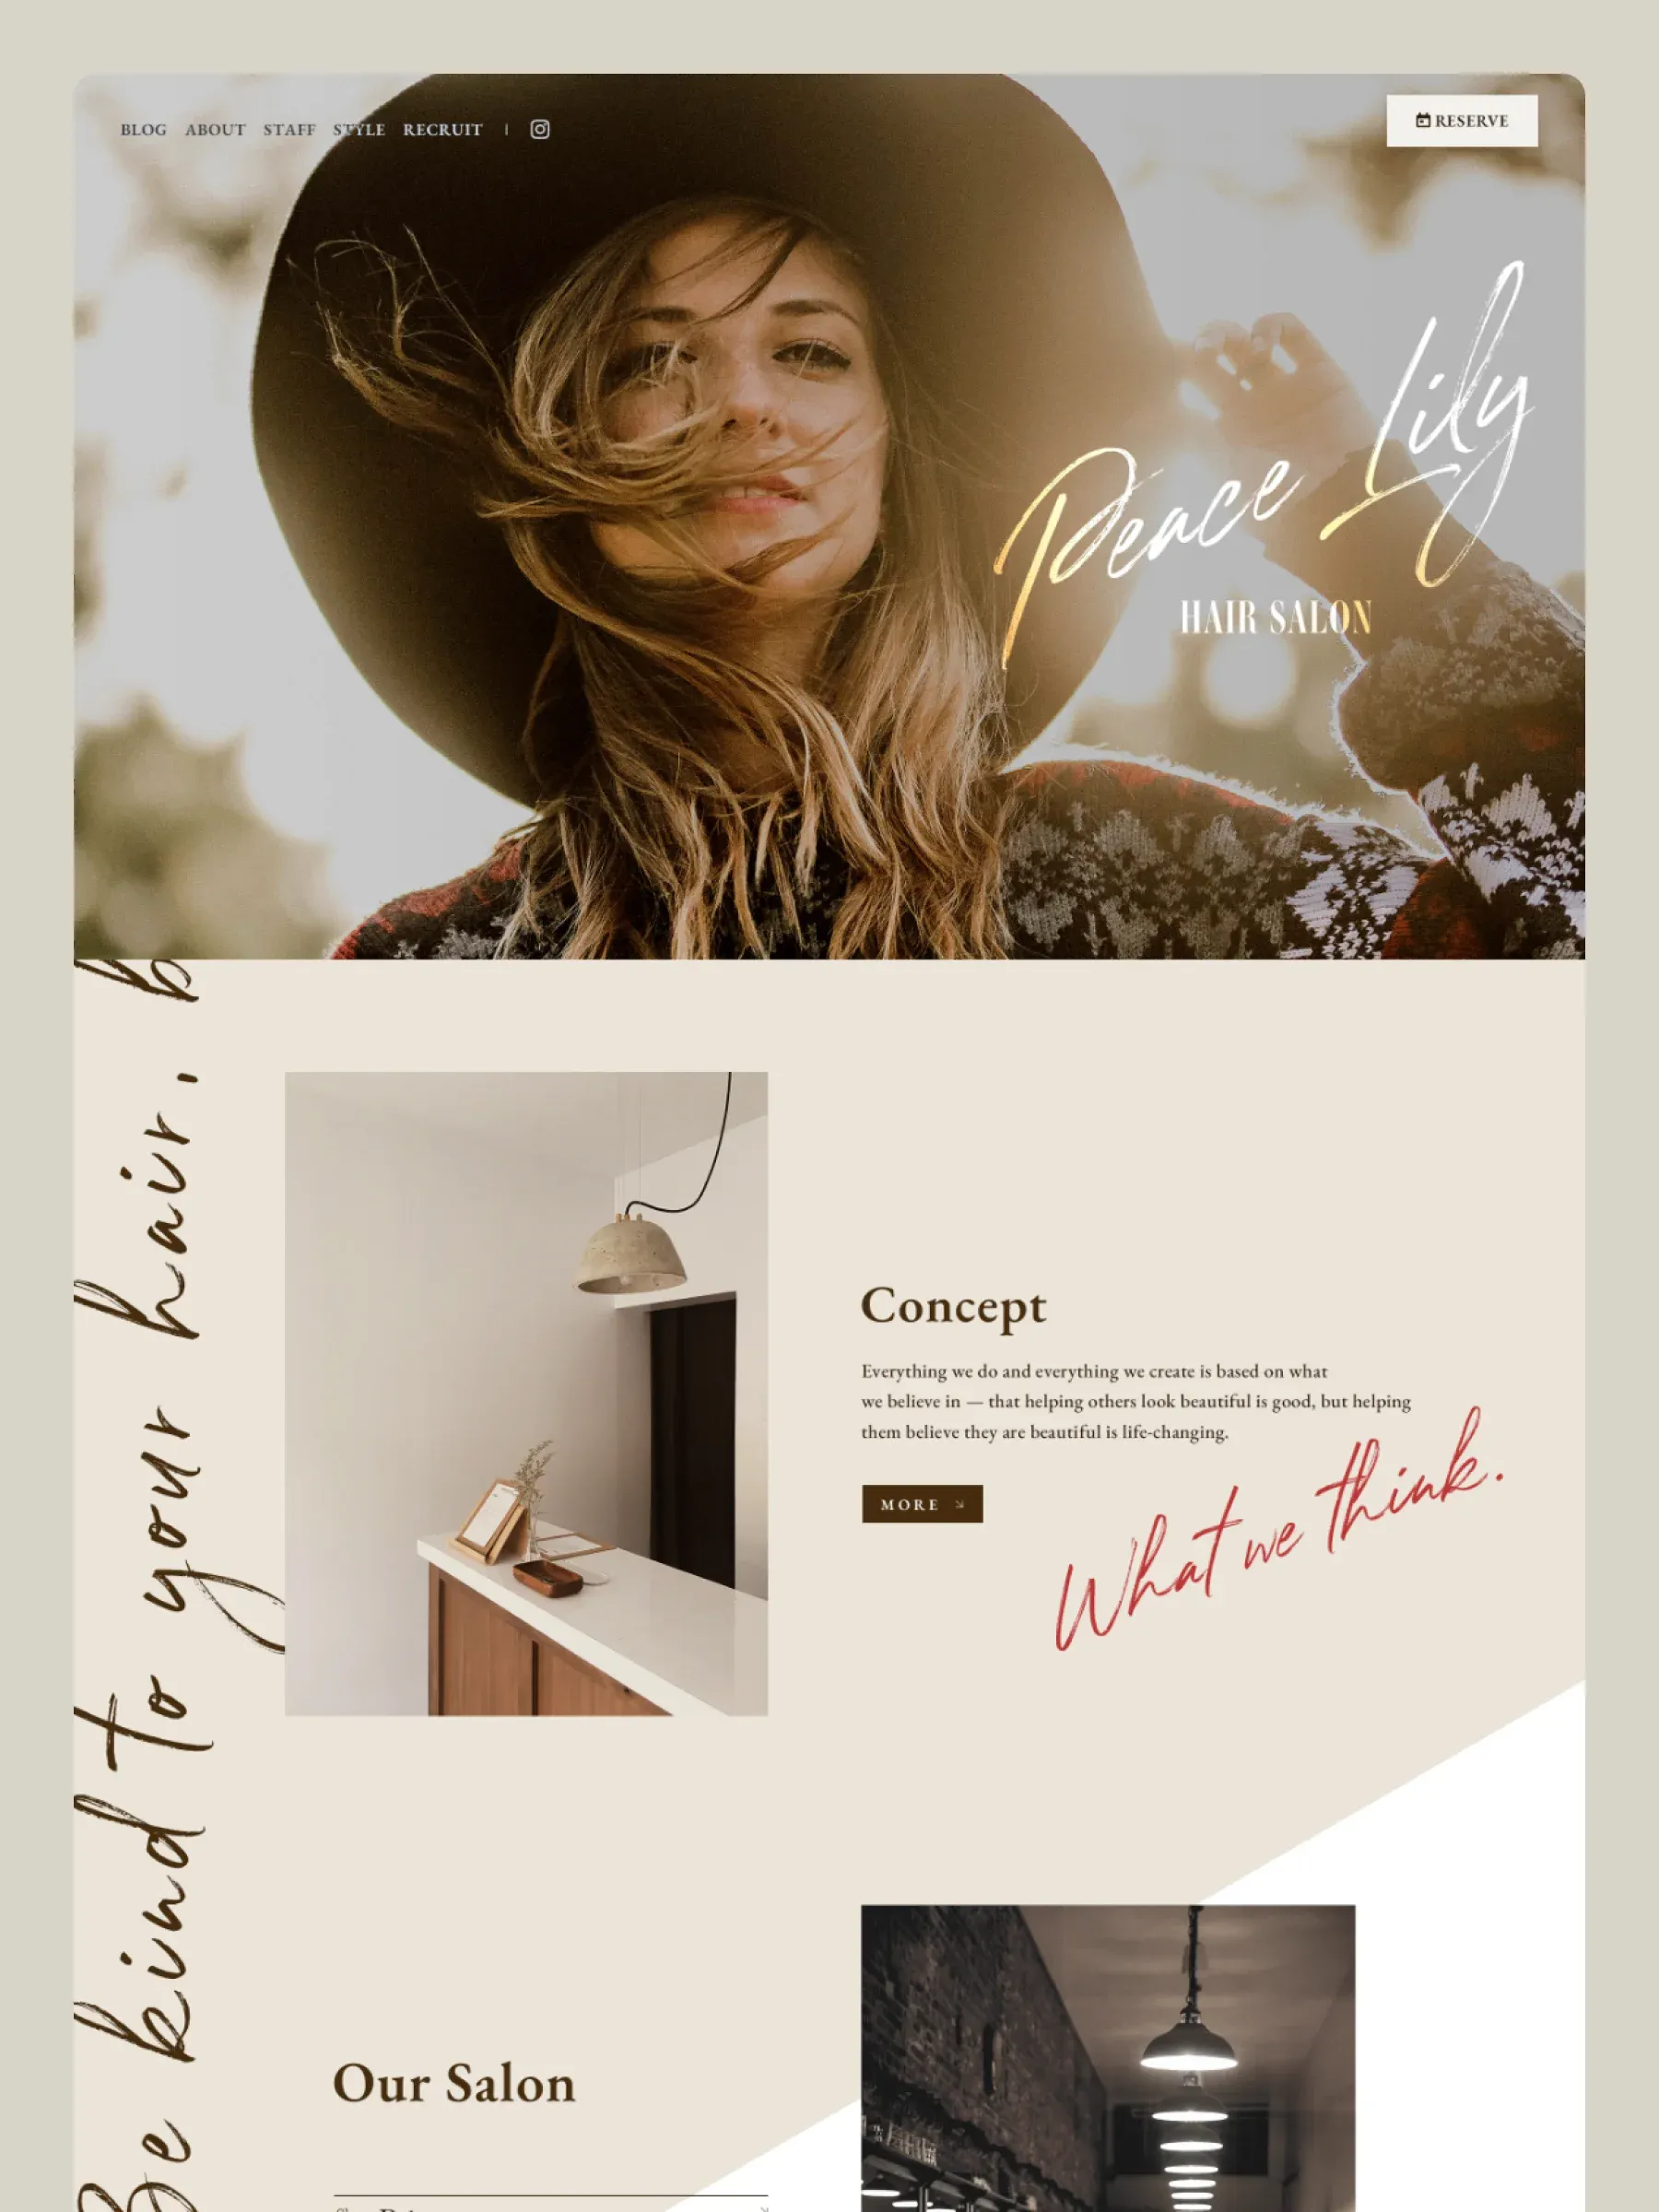 BLOG ABOUT STAFF STYLE RECRUIT |
RESERVE
Peace Lily
HAIR SALON
Be kind to your hair, b
Concept
Everything we do and everything we create is based on what
we believe in — that helping others look beautiful is good, but helping
them believe they are beautiful is life-changing.
MORE
What we think.
Our Salon